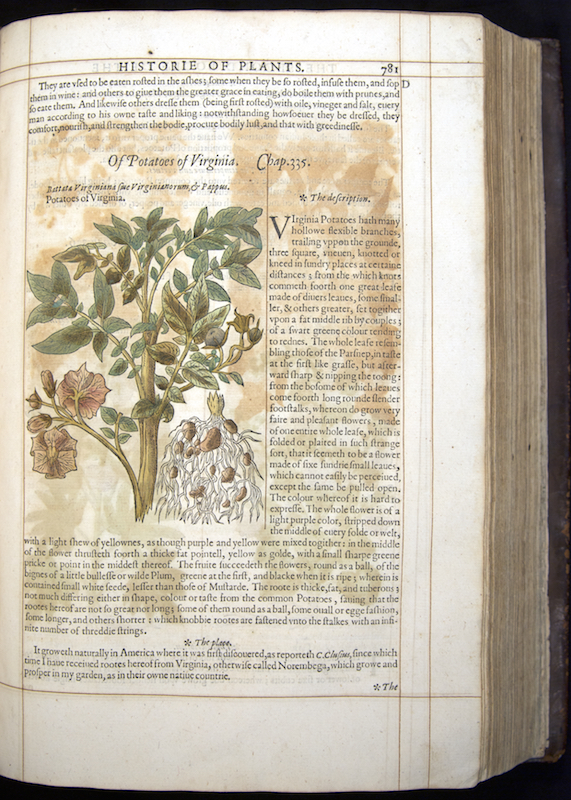 HISTORIE OF PLANTS. 781
They are vsed to be eaten rosted in the ashes; some when they be so rosted, infuse them, and sop D
them in wine: and others to giue them the greater grace in eating, do boile them with prunes, and
so eate them. And likewise others dresse them (being first rosted) with oile, vineger and salt, euery
man according to his owne taste and liking: notwithstanding howsoeuer they be dressed, they
comfort, nourish, and strengthen the bodie, procure bodily lust, and that with greedinesse.
Of Potatoes of Virginia. Chap. 335.
Battata Virginiana siue Virginianorum, & Pappus.
Potatoes of Virginia.
❋ The description.
VIrginia Potatoes hath many
hollowe flexible branches,
trailing vppon the grounde,
three square, vneuen, knotted or
kneed in sundry places at certaine
distances; from the which knots
commeth foorth one great leafe
made of diuers leaues, some smal-
ler, & others greater, set together
vpon a fat middle rib by couples;
of a swart greene colour tending
to rednes. The whole leafe resem-
bling those of the Parsnep, in taste
at the first like grasse, but after-
ward sharp & nipping the toong:
from the bosome of which leaues
come foorth long rounde slender
footstalks, whereon do grow very
faire and pleasant flowers, made
of one entire whole leafe, which is
folded or plaited in such strange
sort, that it seemeth to be a flower
made of sixe sundrie small leaues,
which cannot easily be perceiued,
except the same be pulled open.
The colour whereof it is hard to
expresse. The whole flower is of a
light purple color, stripped down
the middle of euery folde or welt,
with a light shew of yellownes, as though purple and yellow were mixed together: in the middle
of the flower thrusteth foorth a thicke fat pointell, yellow as golde, with a small sharpe greene
pricke or point in the middest thereof. The fruite succeedeth the flowers, round as a ball, of the
bignes of a little bullesse or wilde Plum, greene at the first, and blacke when it is ripe; wherein is
contained small white seede, lesser than those of Mustarde. The roote is thicke, fat, and tuberous;
not much differing either in shape, colour or taste from the common Potatoes, sauing that the
rootes hereof are not so great nor long; some of them round as a ball, some ouall or egge fashion,
some longer, and others shorter: which knobbie rootes are fastened vnto the stalkes with an infi-
nite number of threddie strings.
❋ The place.
It groweth naturally in America where it was first discouered, as reporteth C. Clusius, since which
time I haue receiued rootes hereof from Virginia, otherwise called Norembega, which growe and
prosper in my garden, as in their owne natiue countrie.
❋ The